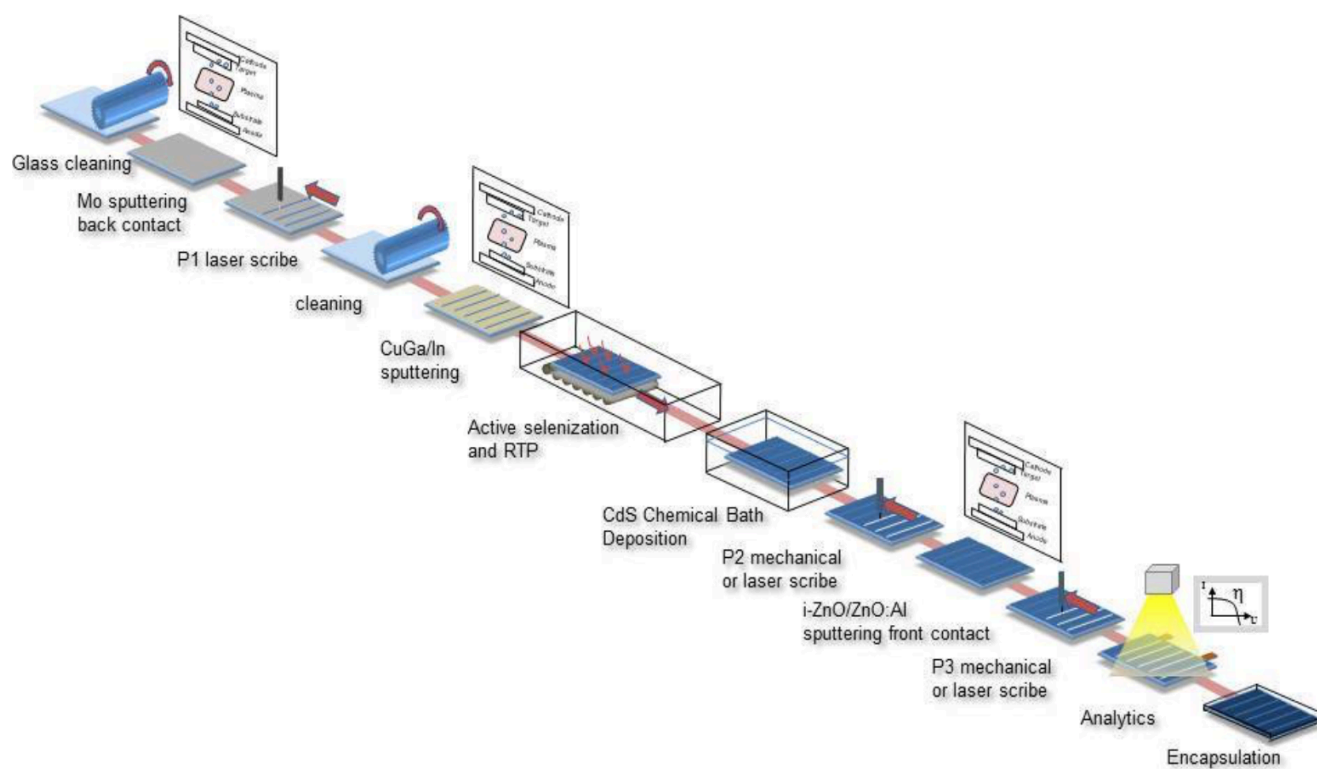 Cathode
Target
Plasma
Substrate
Anode
Glass cleaning
Mo sputtering
back contact
P1 laser scribe
cleaning
Cathode
Target
Plasma
Substrate
Anode
CuGa/In
sputtering
Active selenization
and RTP
CdS Chemical Bath
Deposition
Cathode
Target
Plasma
Substrate
Anode
P2 mechanical
or laser scribe
i-ZnO/ZnO:Al
sputtering front contact
P3 mechanical
or laser scribe
I
η
U
Analytics
Encapsulation